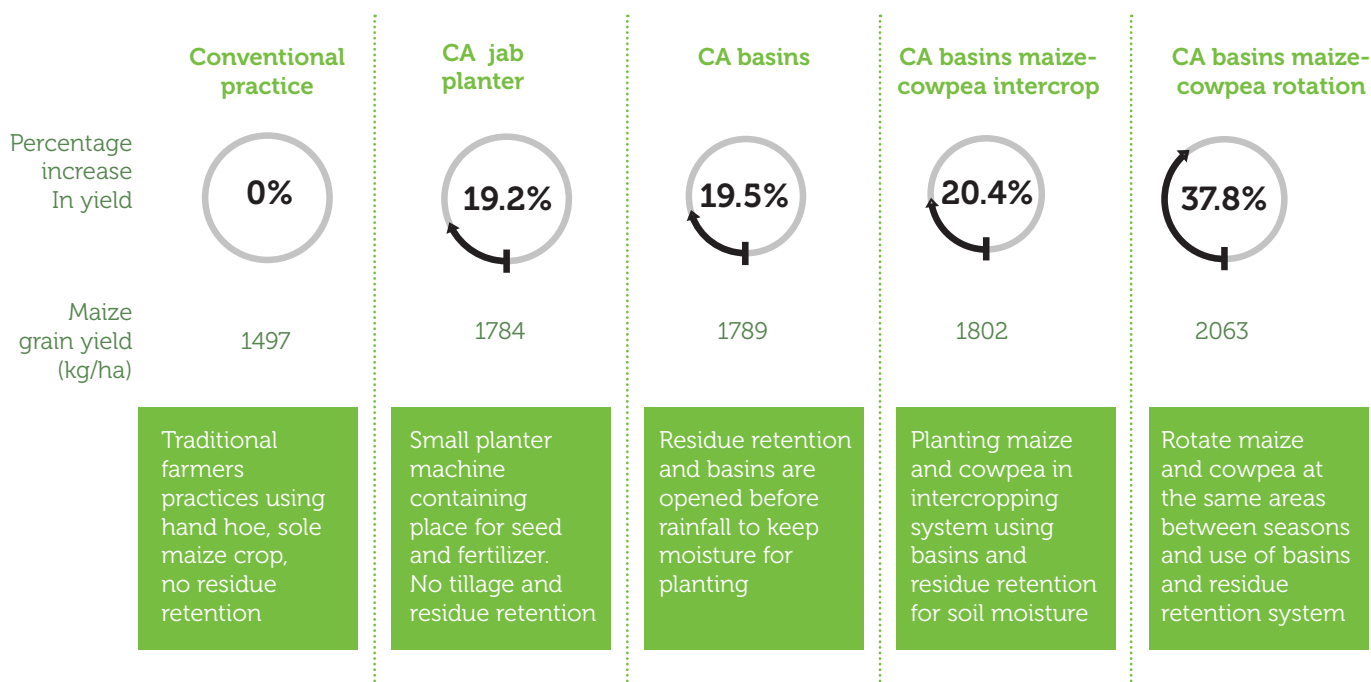 Conventional
practice
CA jab
planter
CA basins
CA basins maize-
cowpea intercrop
CA basins maize-
cowpea rotation
Percentage
increase
In yield
0%
19.2%
19.5%
20.4%
37.8%
Maize
grain yield
(kg/ha)
1497
1784
1789
1802
2063
Traditional
farmers
practices using
hand hoe, sole
maize crop,
no residue
retention
Small planter
machine
containing
place for seed
and fertilizer.
No tillage and
residue retention
Residue retention
and basins are
opened before
rainfall to keep
moisture for
planting
Planting maize
and cowpea in
intercropping
system using
basins and
residue retention
for soil moisture
Rotate maize
and cowpea at
the same areas
between seasons
and use of basins
and residue
retention system